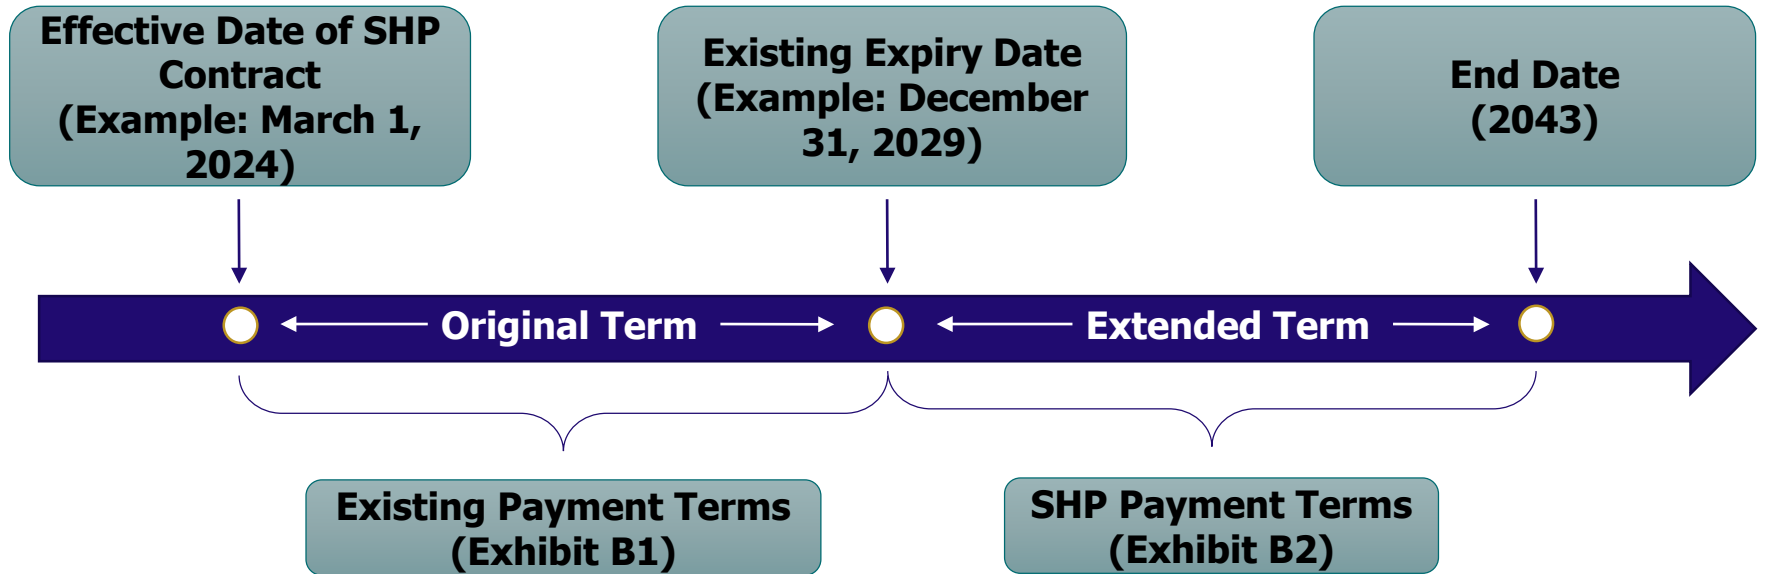 Effective Date of SHP
Contract
(Example: March 1,
2024)
Existing Expiry Date
(Example: December
31, 2029)
End Date
(2043)
Original Term
Extended Term
Existing Payment Terms
(Exhibit B1)
SHP Payment Terms
(Exhibit B2)